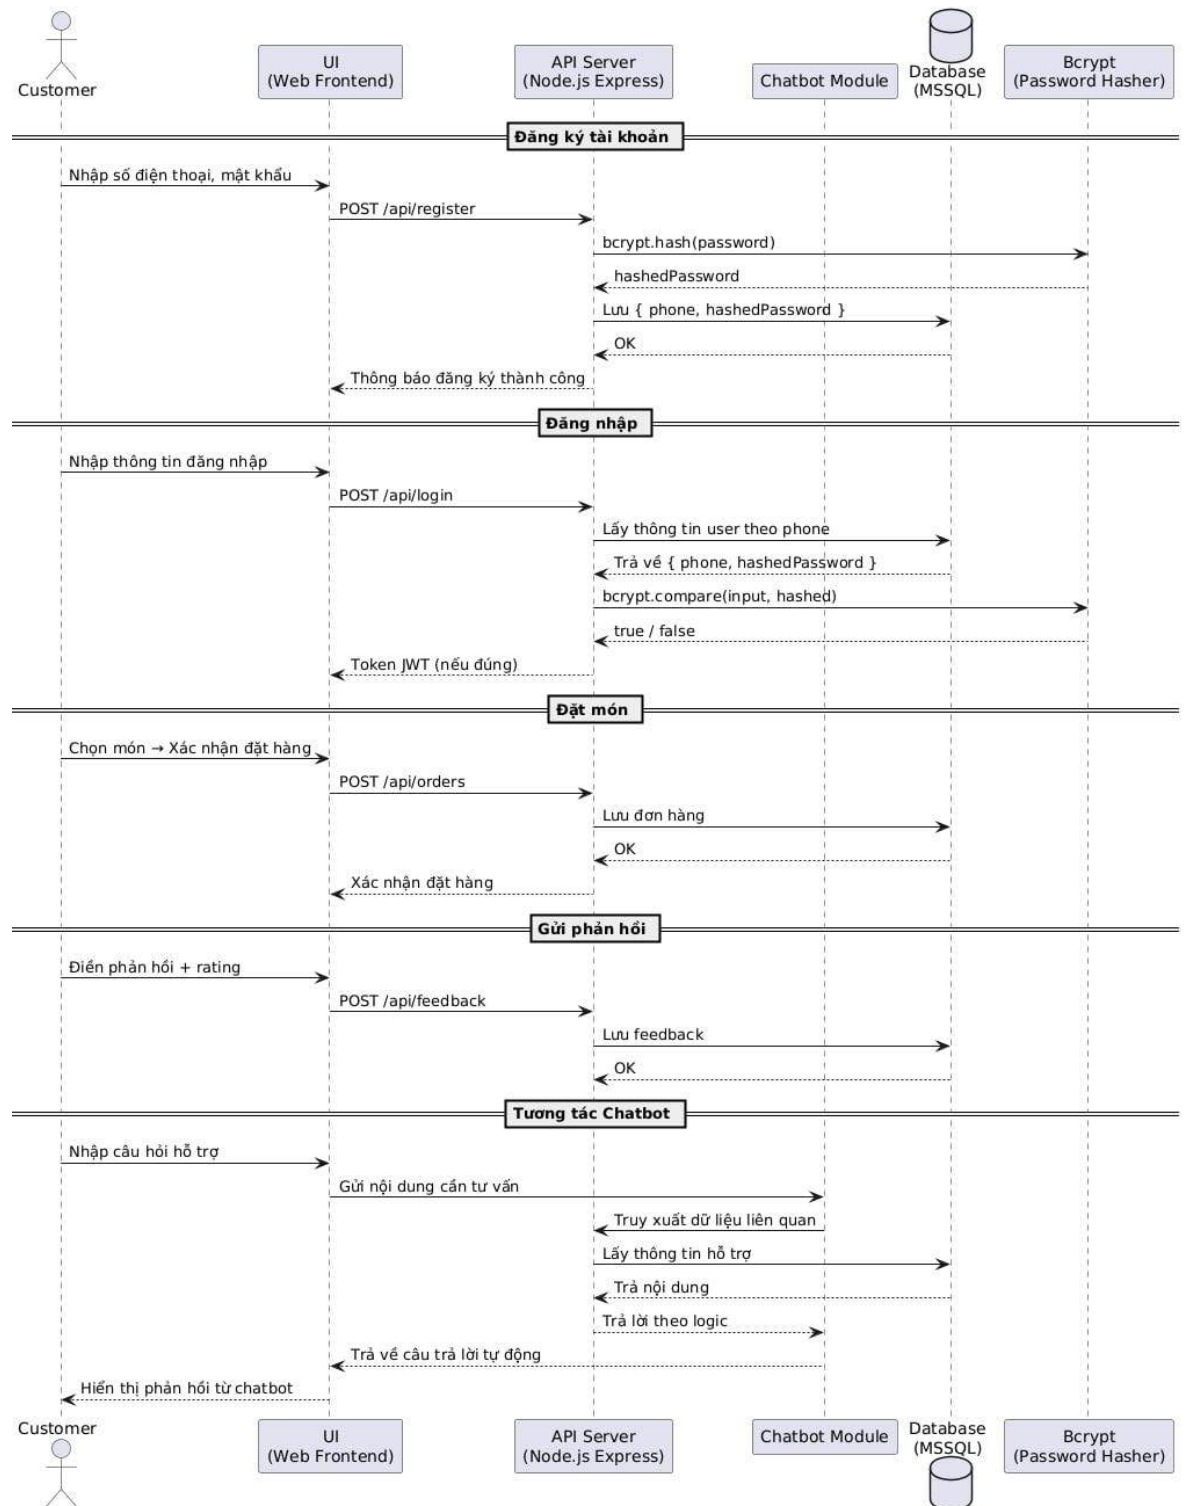 Customer
UI
(Web Frontend)
API Server
(Node.js Express)
Chatbot Module
Database
(MSSQL)
Bcrypt
(Password Hasher)
Đăng ký tài khoản
Nhập số điện thoại, mật khẩu
POST /api/register
bcrypt.hash(password)
hashedPassword
Lưu { phone, hashedPassword }
OK
Thông báo đăng ký thành công
Đăng nhập
Nhập thông tin đăng nhập
POST /api/login
Lấy thông tin user theo phone
Trả về { phone, hashedPassword }
bcrypt.compare(input, hashed)
true / false
Token JWT (nếu đúng)
Đặt món
Chọn món → Xác nhận đặt hàng
POST /api/orders
Lưu đơn hàng
OK
Xác nhận đặt hàng
Gửi phản hồi
Điền phản hồi + rating
POST /api/feedback
Lưu feedback
OK
Tương tác Chatbot
Nhập câu hỏi hỗ trợ
Gửi nội dung cần tư vấn
Truy xuất dữ liệu liên quan
Lấy thông tin hỗ trợ
Trả nội dung
Trả lời theo logic
Trả về câu trả lời tự động
Hiển thị phản hồi từ chatbot
Customer
UI
(Web Frontend)
API Server
(Node.js Express)
Chatbot Module
Database
(MSSQL)
Bcrypt
(Password Hasher)